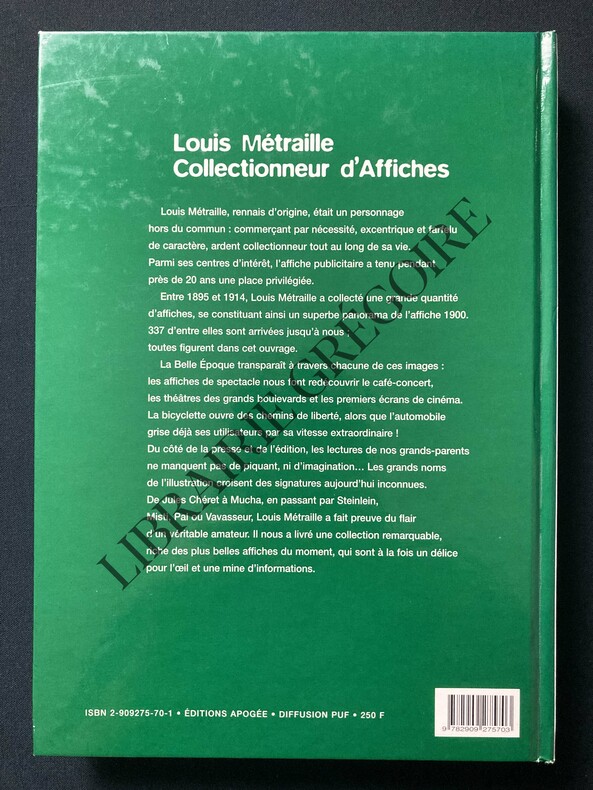 Louis Métraille
Collectionneur d'Affiches
Louis Métraille, rennais d'origine, était un personnage
hors du commun : commerçant par nécessité, excentrique et farfelu
de caractère, ardent collectionneur tout au long de sa vie.
Parmi ses centres d'intérêt, l'affiche publicitaire a tenu pendant
près de 20 ans une place privilégiée.
Entre 1895 et 1914, Louis Métraille a collecté une grande quantité
d'affiches, se constituant ainsi un superbe panorama de l'affiche 1900.
337 d'entre elles sont arrivées jusqu'à nous ;
toutes figurent dans cet ouvrage.
La Belle Époque transparaît à travers chacune de ces images :
les affiches de spectacle nous font redécouvrir le café-concert,
les théâtres des grands boulevards et les premiers écrans de cinéma.
La bicyclette ouvre des chemins de liberté, alors que l'automobile
grise déjà ses utilisateurs par sa vitesse extraordinaire !
Du côté de la presse et de l'édition, les lectures de nos grands-parents
ne manquent pas de piquant, ni d'imagination... Les grands noms
de l'illustration croisent des signatures aujourd'hui inconnues.
De Jules Chéret à Mucha, en passant par Steinlein,
Misti, Pal ou Vavasseur, Louis Métraille a fait preuve du flair
d'un véritable amateur. Il nous a livré une collection remarquable,
riche des plus belles affiches du moment, qui sont à la fois un délice
pour l'œil et une mine d'informations.
LIBRAIRIE GRÉGOIRE
ISBN 2-909275-70-1 • ÉDITIONS APOGÉE • DIFFUSION PUF • 250 F
9 782909 275703